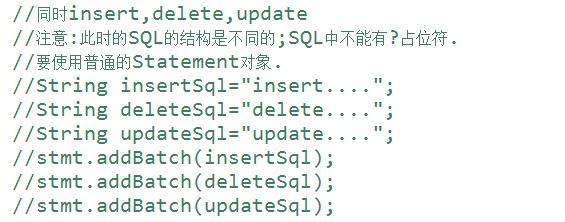 //同时insert,delete,update
//注意:此时的SQL的结构是不同的;SQL中不能有?占位符.
//要使用普通的Statement对象.
//String insertSql="insert....";
//String deleteSql="delete....";
//String updateSql="update....";
//stmt.addBatch(insertSql);
//stmt.addBatch(deleteSql);
//stmt.addBatch(updateSql);